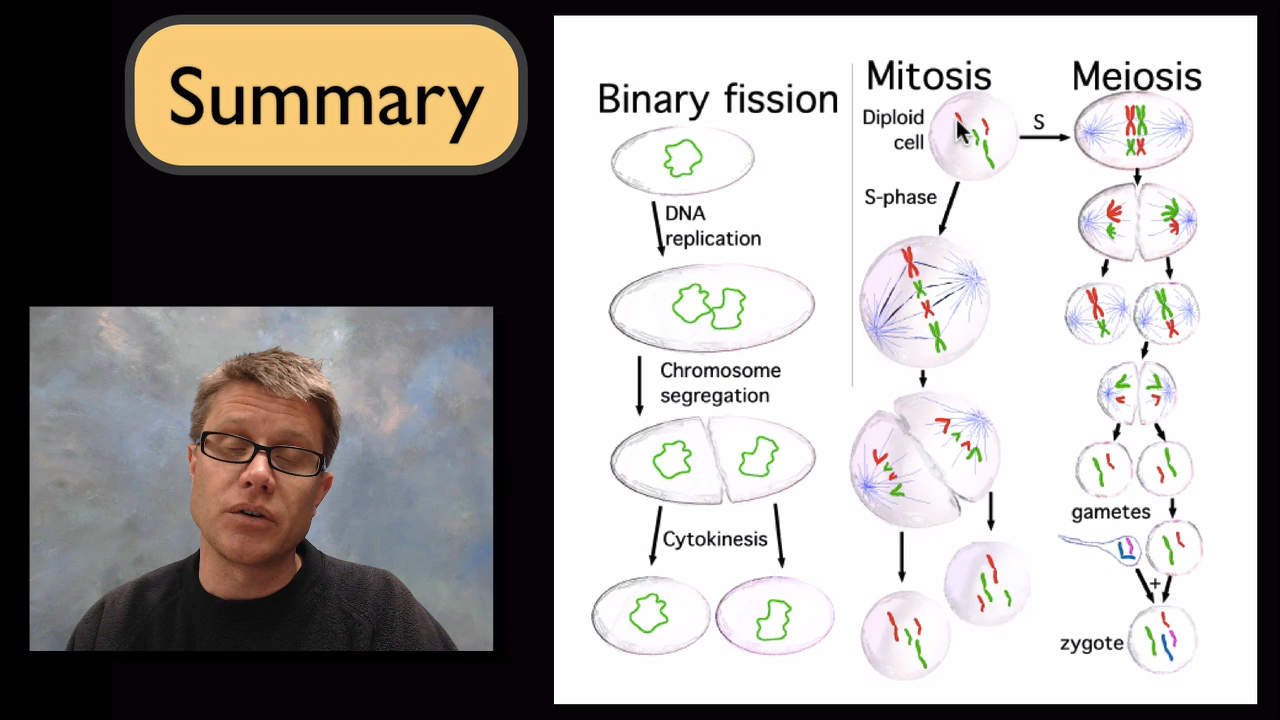 Summary
Binary fission
DNA
replication
Chromosome
segregation
Cytokinesis
Mitosis
Diploid
cell
S-phase
S
Meiosis
gametes
+
zygote